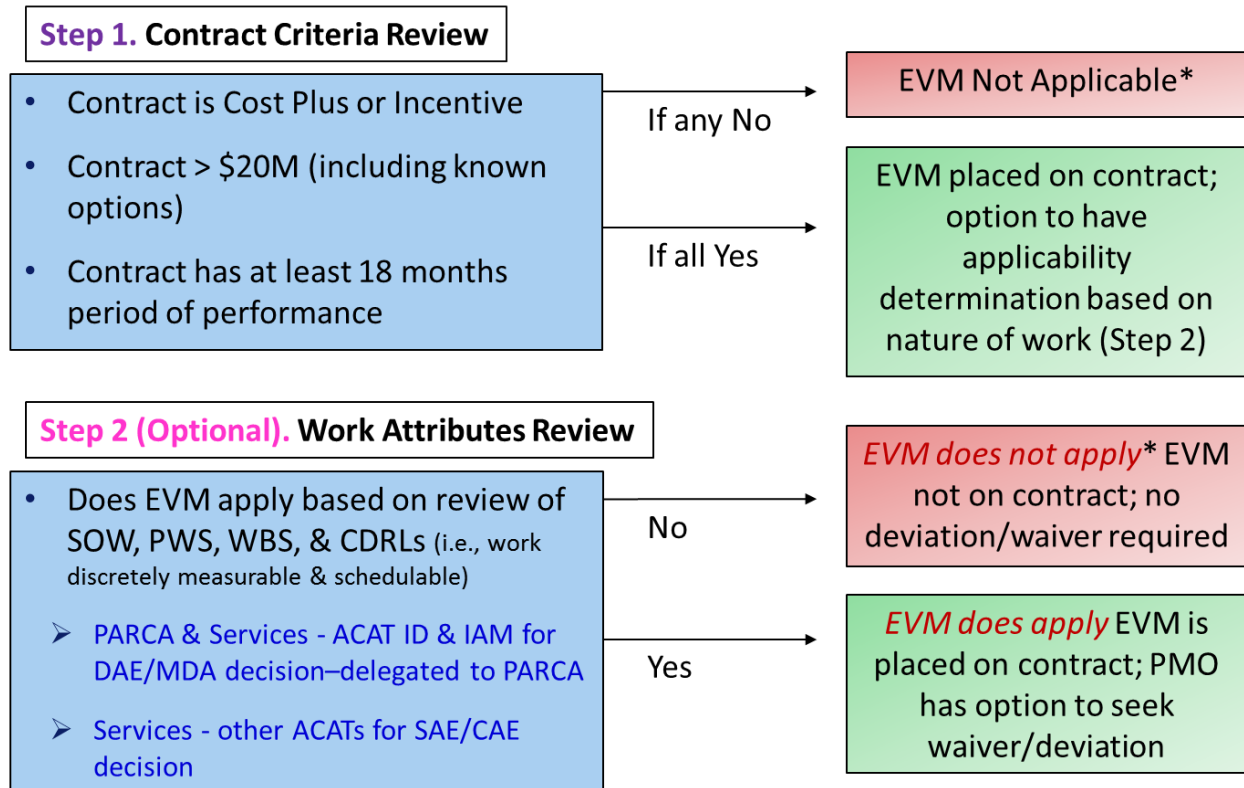 Step 1. Contract Criteria Review
• Contract is Cost Plus or Incentive
• Contract > $20M (including known
options)
• Contract has at least 18 months
period of performance
If any No
If all Yes
EVM Not Applicable*
EVM placed on contract;
option to have
applicability
determination based on
nature of work (Step 2)
Step 2 (Optional). Work Attributes Review
• Does EVM apply based on review of
SOW, PWS, WBS, & CDRLs (i.e., work
discretely measurable & schedulable)
➢ PARCA & Services - ACAT ID & IAM for
DAE/MDA decision–delegated to PARCA
➢ Services - other ACATs for SAE/CAE
decision
No
Yes
EVM does not apply* EVM
not on contract; no
deviation/waiver required
EVM does apply EVM is
placed on contract; PMO
has option to seek
waiver/deviation